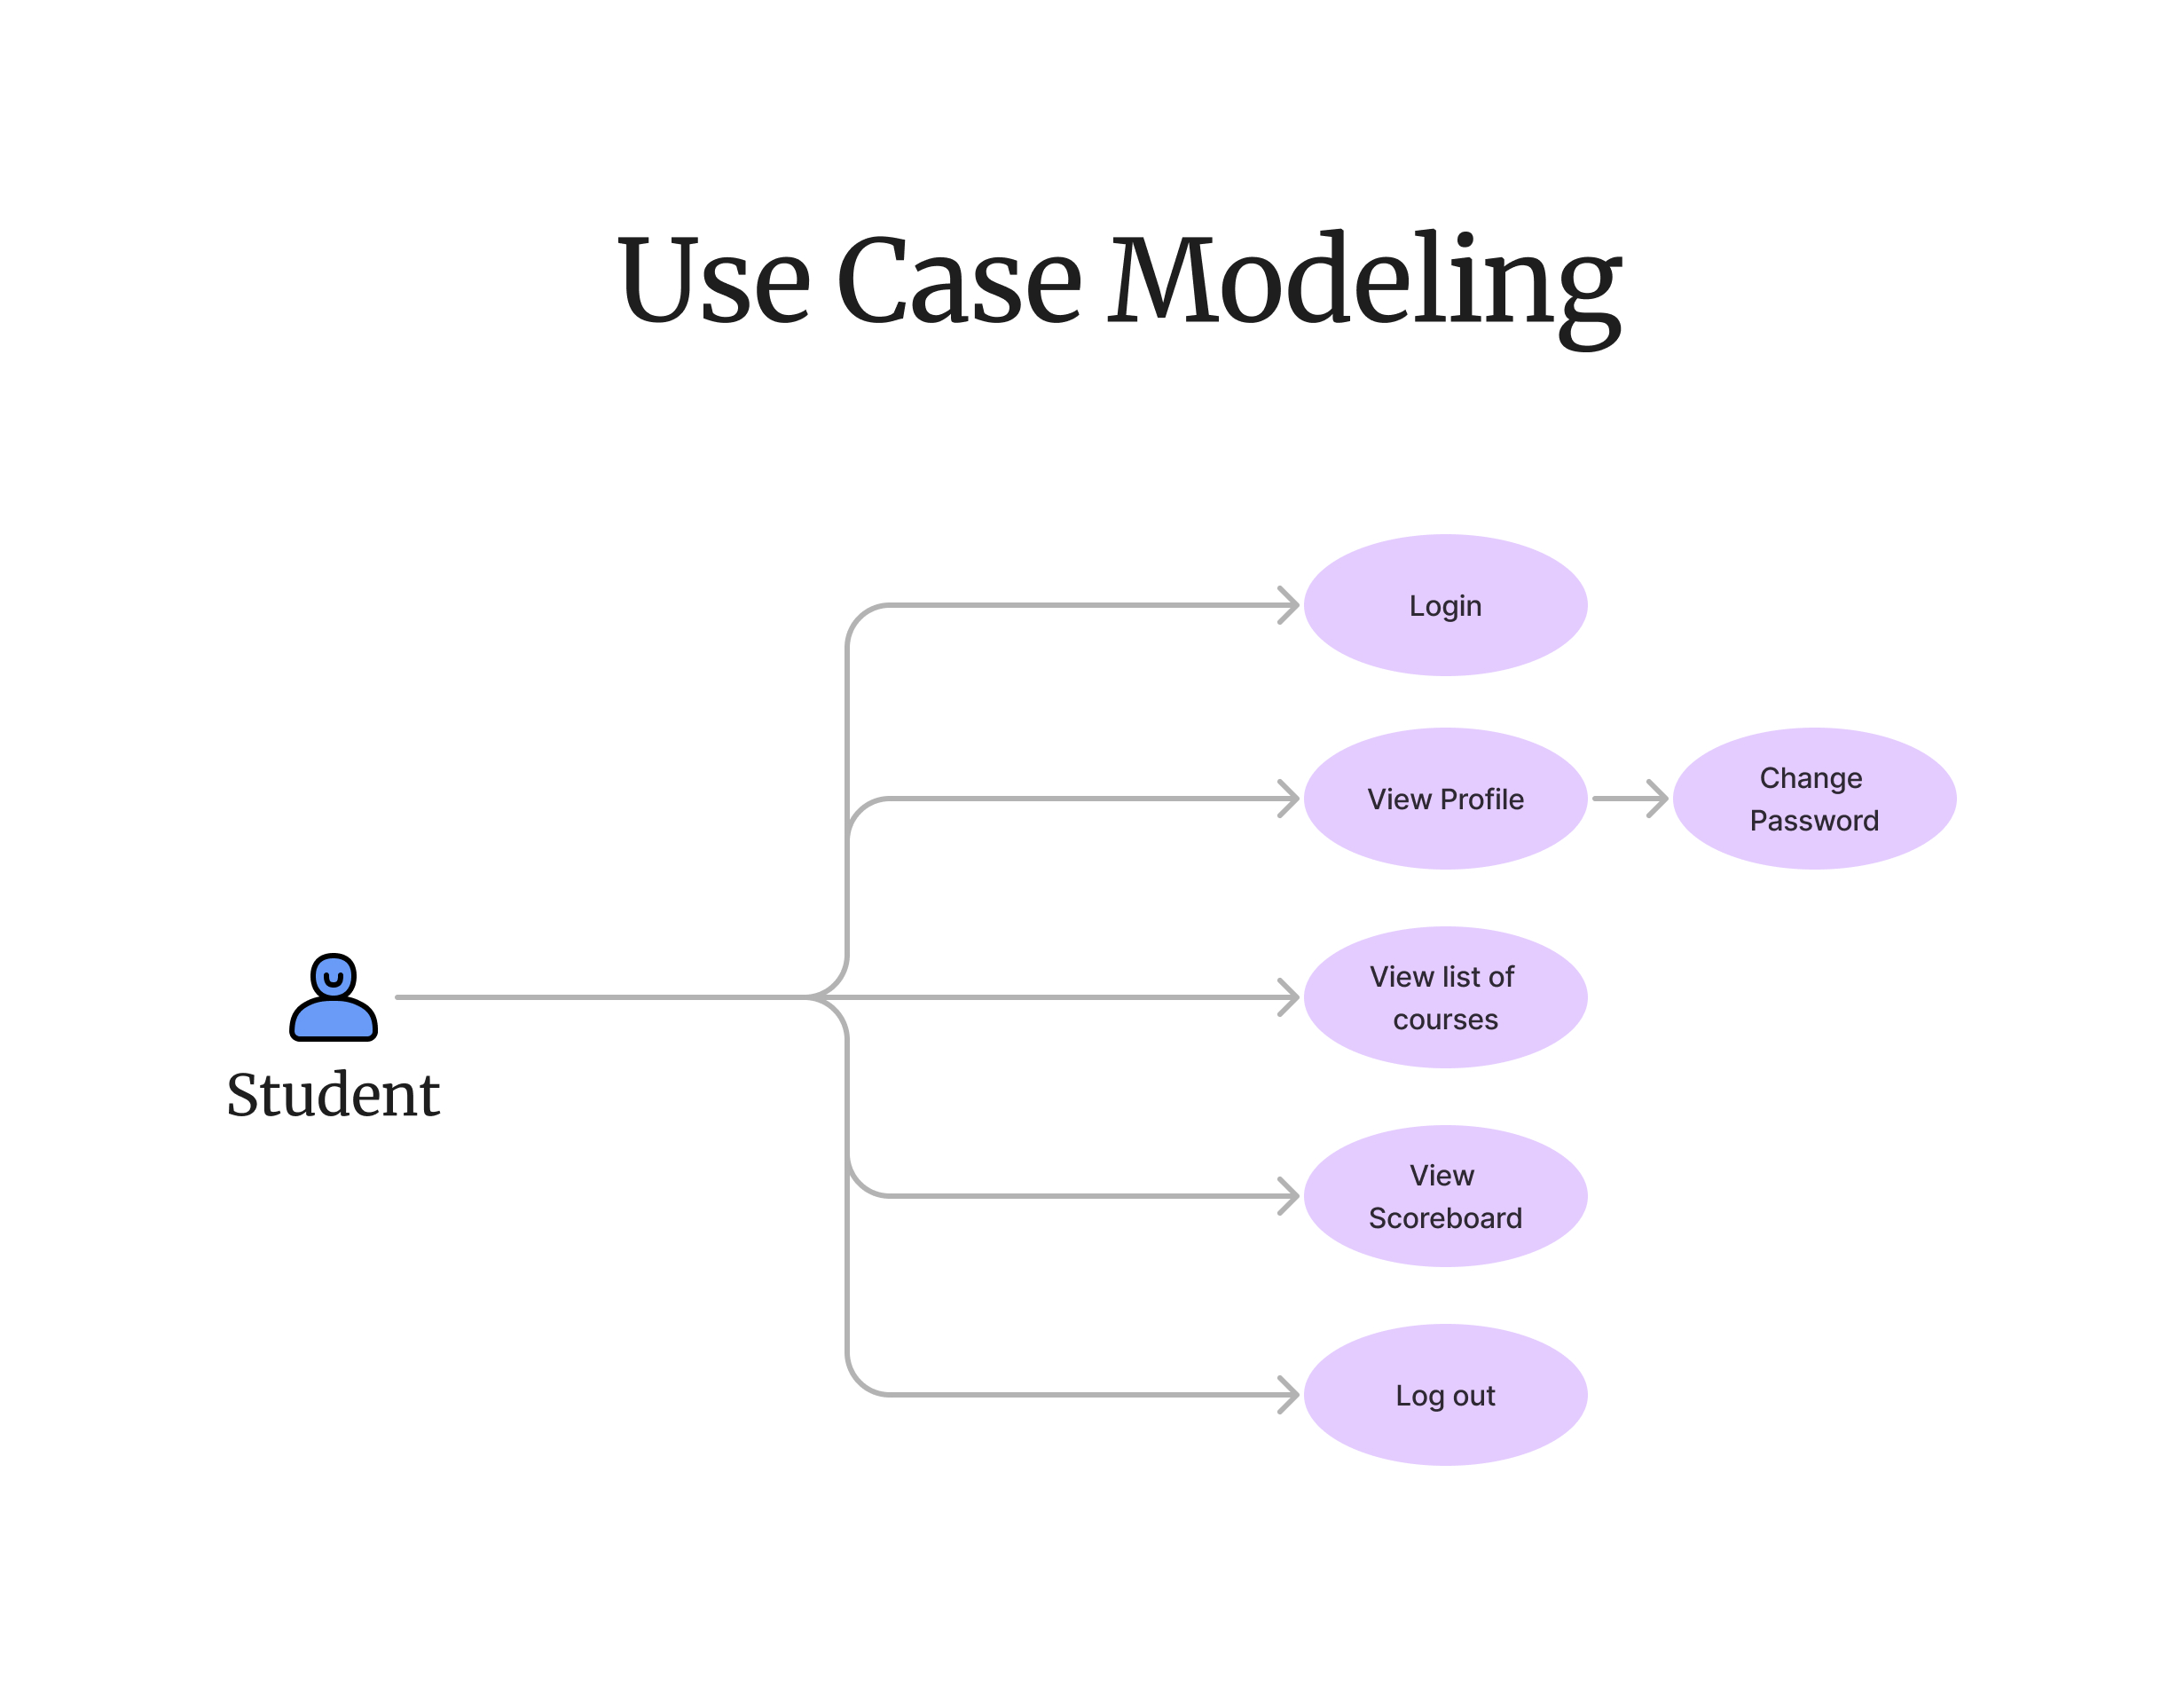 Use Case Modeling
Login
View Profile
Change
Password
View list of
courses
Student
View
Scoreboard
Log out